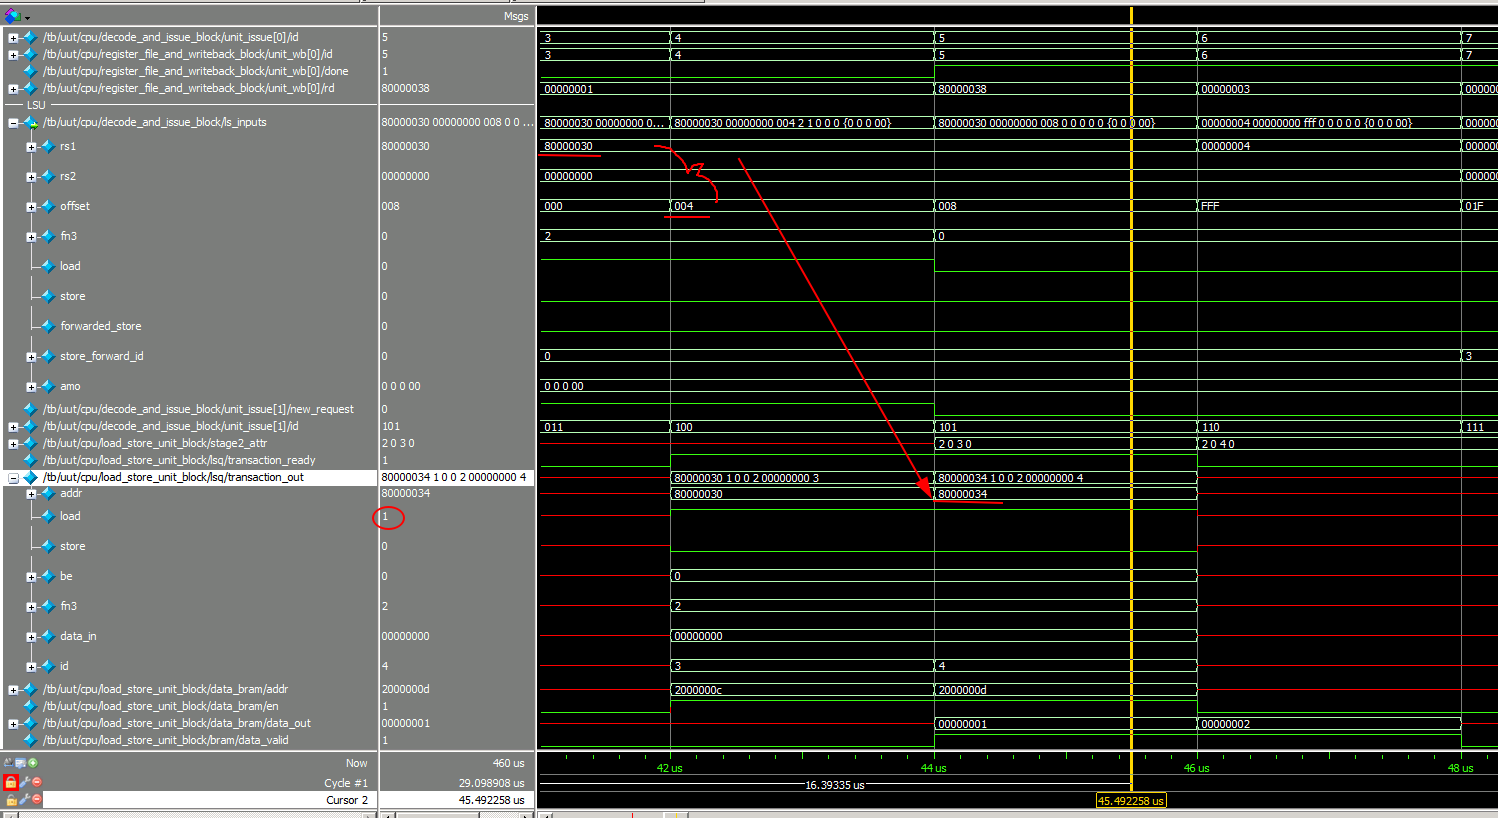 Msgs
/tb/uut/cpu/decode_and_issue_block/unit_issue[0]/id 5 3 4 5 6 7
/tb/uut/cpu/register_file_and_writeback_block/unit_wb[0]/id 5 3 4 5 6 7
/tb/uut/cpu/register_file_and_writeback_block/unit_wb[0]/done 1
/tb/uut/cpu/register_file_and_writeback_block/unit_wb[0]/rd 80000038 00000001 80000038 00000003 000000
LSU
/tb/uut/cpu/decode_and_issue_block/ls_inputs 80000030 00000000 008 0 0 ... 80000030 00000000 0... 80000030 00000000 004 2 1 0 0 0 {0 0 0 00} 80000030 00000000 008 0 0 0 0 0 {0 0 0 00} 00000004 00000000 fff 0 0 0 0 0 {0 0 0 00} 000000
rs1 80000030 80000030 00000004 000000
rs2 00000000 00000000 000000
offset 008 000 004 008 FFF 01F
fn3 0 2 0
load 0
store 0
forwarded_store 0
store_forward_id 0 0 3
amo 0 0 0 00 0 0 0 00
/tb/uut/cpu/decode_and_issue_block/unit_issue[1]/new_request 0
/tb/uut/cpu/decode_and_issue_block/unit_issue[1]/id 101 011 100 101 110 111
/tb/uut/cpu/load_store_unit_block/stage2_attr 2 0 3 0 2 0 3 0 2 0 4 0
/tb/uut/cpu/load_store_unit_block/lsq/transaction_ready 1
/tb/uut/cpu/load_store_unit_block/lsq/transaction_out 80000034 1 0 0 2 00000000 4 80000030 1 0 0 2 00000000 3 80000034 1 0 0 2 00000000 4
addr 80000034 80000030 80000034
load 1
store 0
be 0 0
fn3 2 2
data_in 00000000 00000000
id 4 3 4
/tb/uut/cpu/load_store_unit_block/data_bram/addr 2000000d 2000000c 2000000d
/tb/uut/cpu/load_store_unit_block/data_bram/en 1
/tb/uut/cpu/load_store_unit_block/data_bram/data_out 00000001 00000001 00000002
/tb/uut/cpu/load_store_unit_block/bram/data_valid 1
Now 460 us 42 us 44 us 46 us 48 us
Cycle #1 29.098908 us 16.39335 us
Cursor 2 45.492258 us 45.492258 us